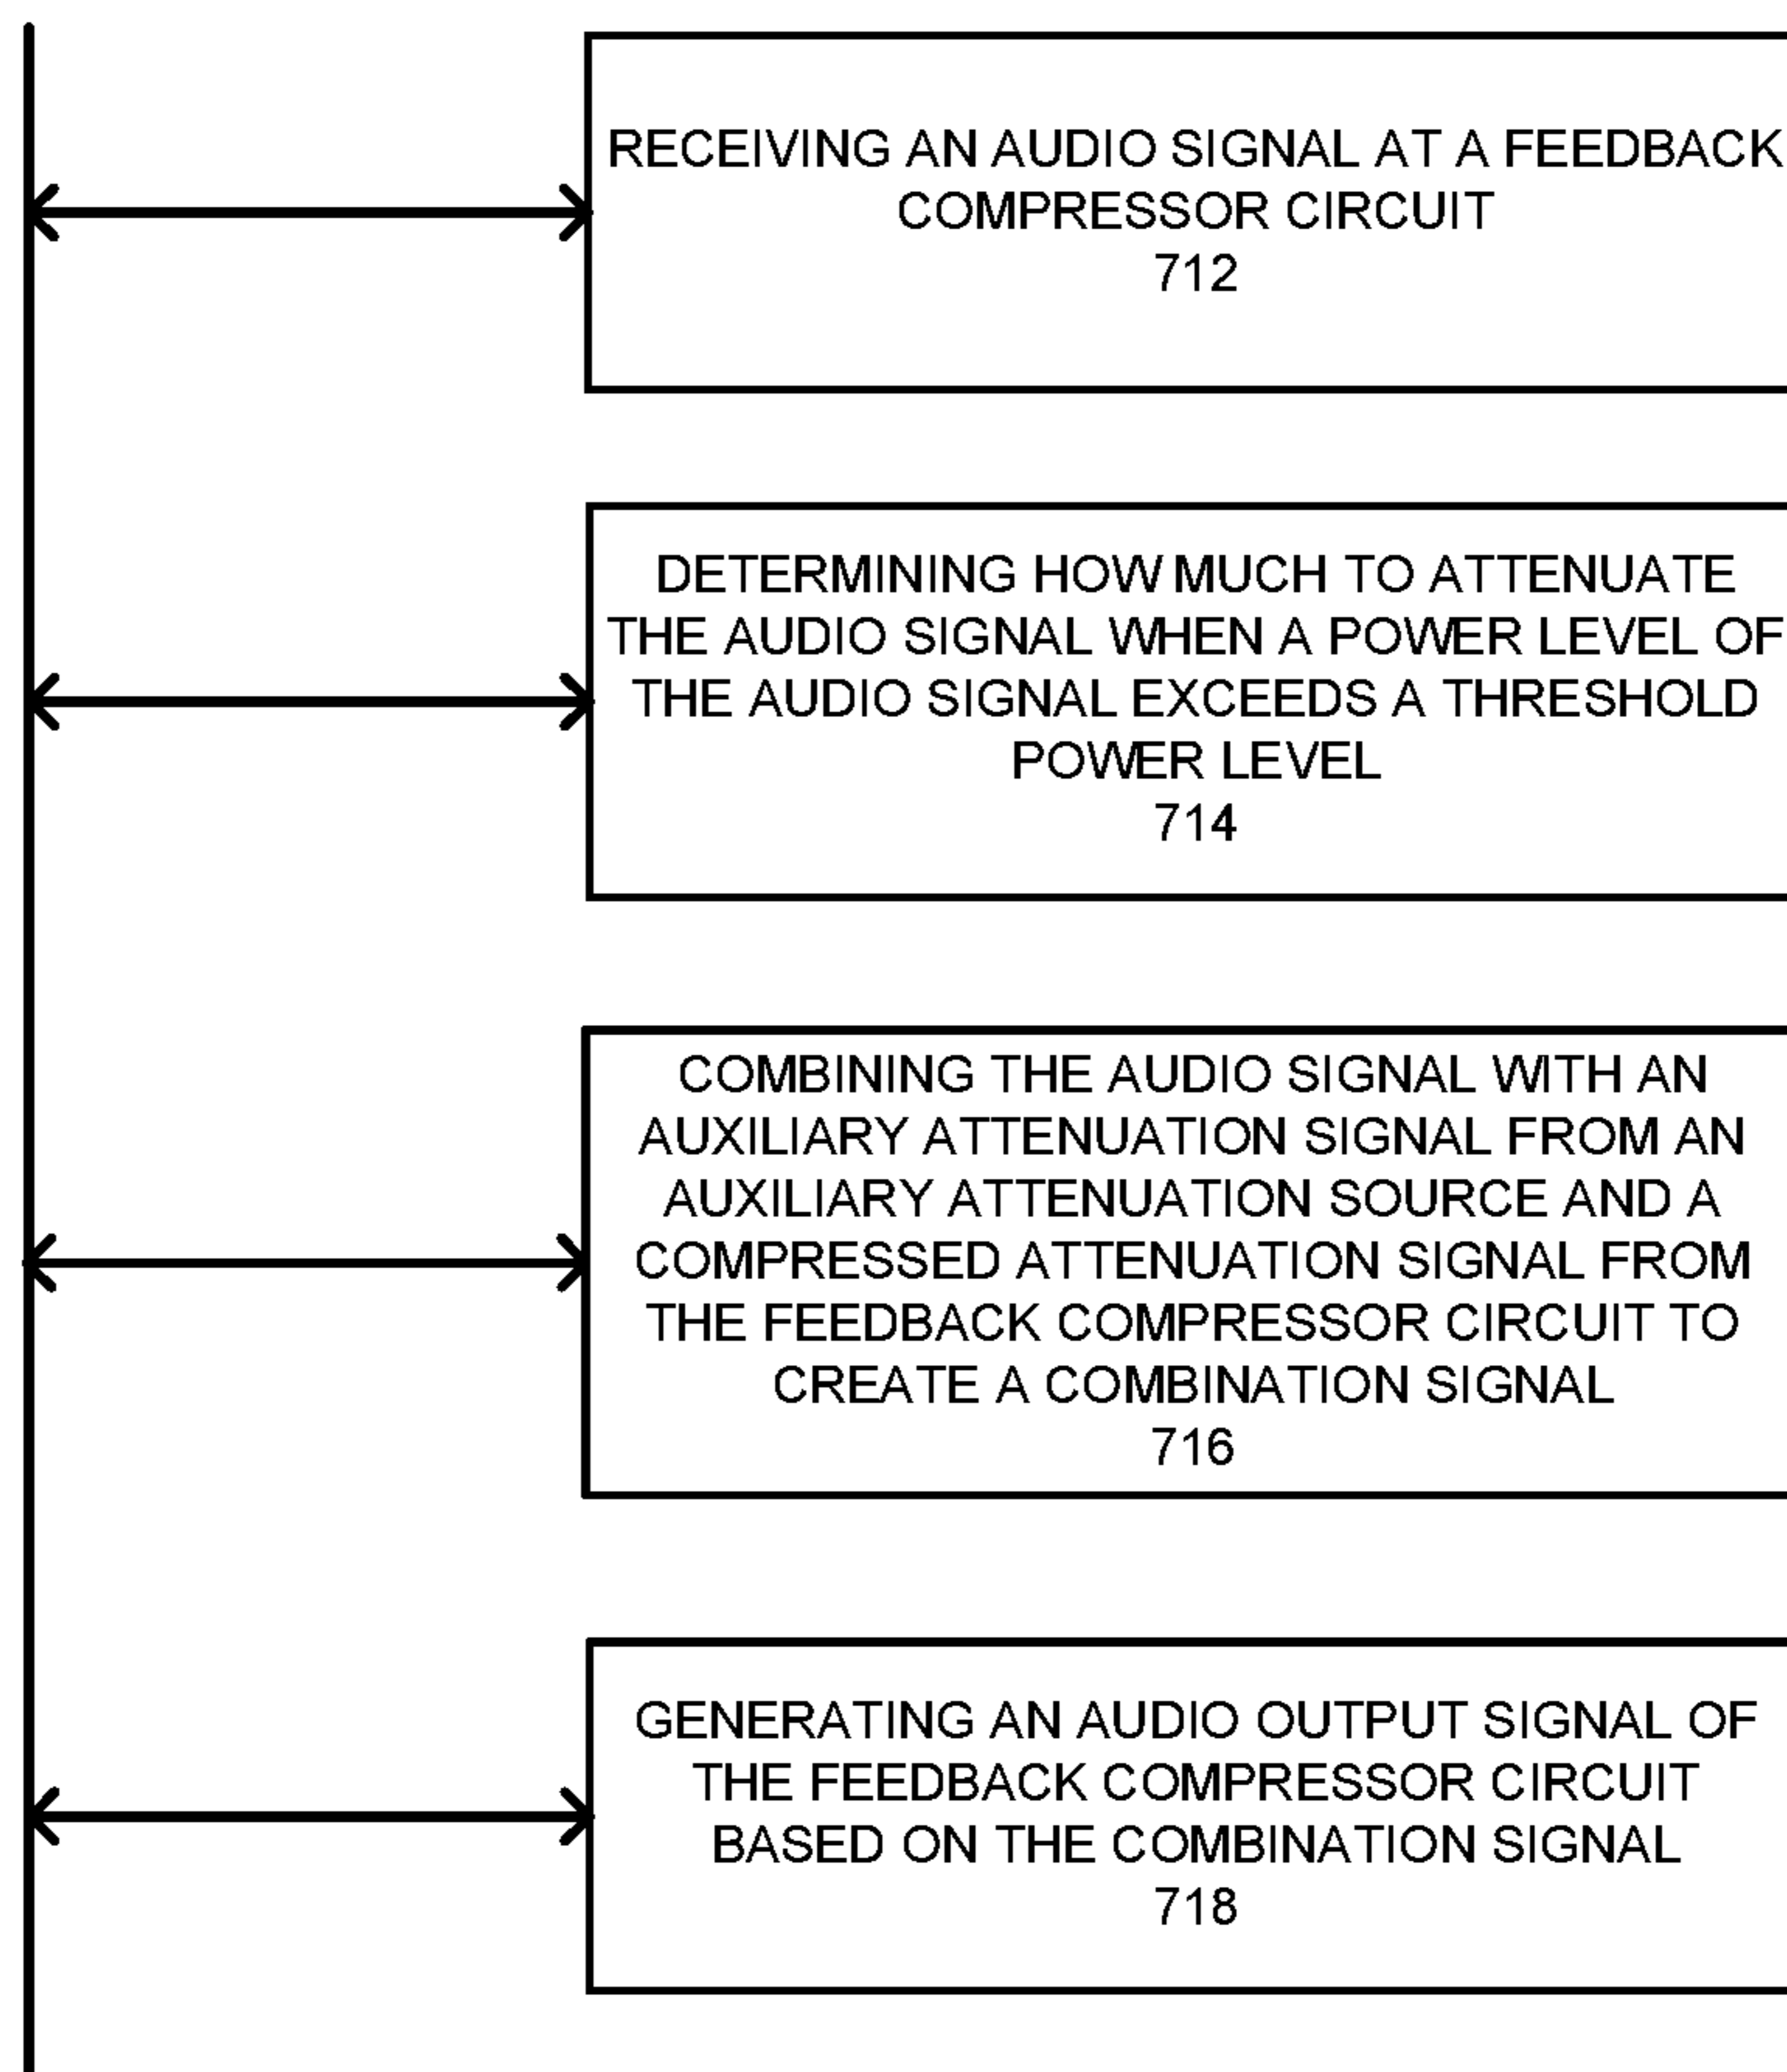 RECEIVING AN AUDIO SIGNAL AT A FEEDBACK
COMPRESSOR CIRCUIT
712
DETERMINING HOW MUCH TO ATTENUATE
THE AUDIO SIGNAL WHEN A POWER LEVEL OF
THE AUDIO SIGNAL EXCEEDS A THRESHOLD
POWER LEVEL
714
COMBINING THE AUDIO SIGNAL WITH AN
AUXILIARY ATTENUATION SIGNAL FROM AN
AUXILIARY ATTENUATION SOURCE AND A
COMPRESSED ATTENUATION SIGNAL FROM
THE FEEDBACK COMPRESSOR CIRCUIT TO
CREATE A COMBINATION SIGNAL
716
GENERATING AN AUDIO OUTPUT SIGNAL OF
THE FEEDBACK COMPRESSOR CIRCUIT
BASED ON THE COMBINATION SIGNAL
718